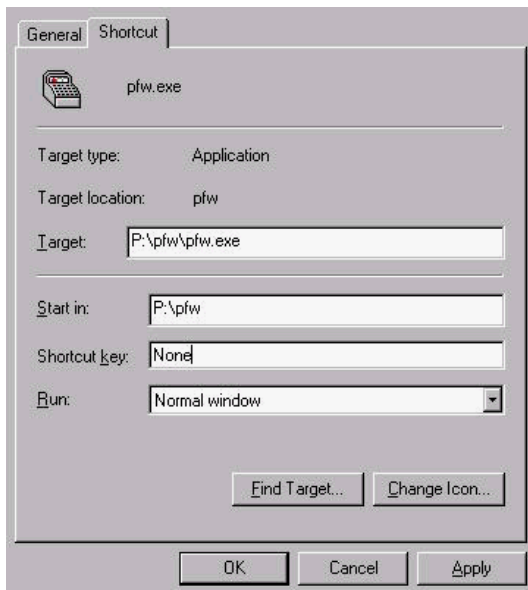 General Shortcut
pfw.exe
Target type: Application
Target location: pfw
Target: P:\pfw\pfw.exe
Start in: P:\pfw
Shortcut key: None
Run: Normal window
Find Target... Change Icon...
OK Cancel Apply